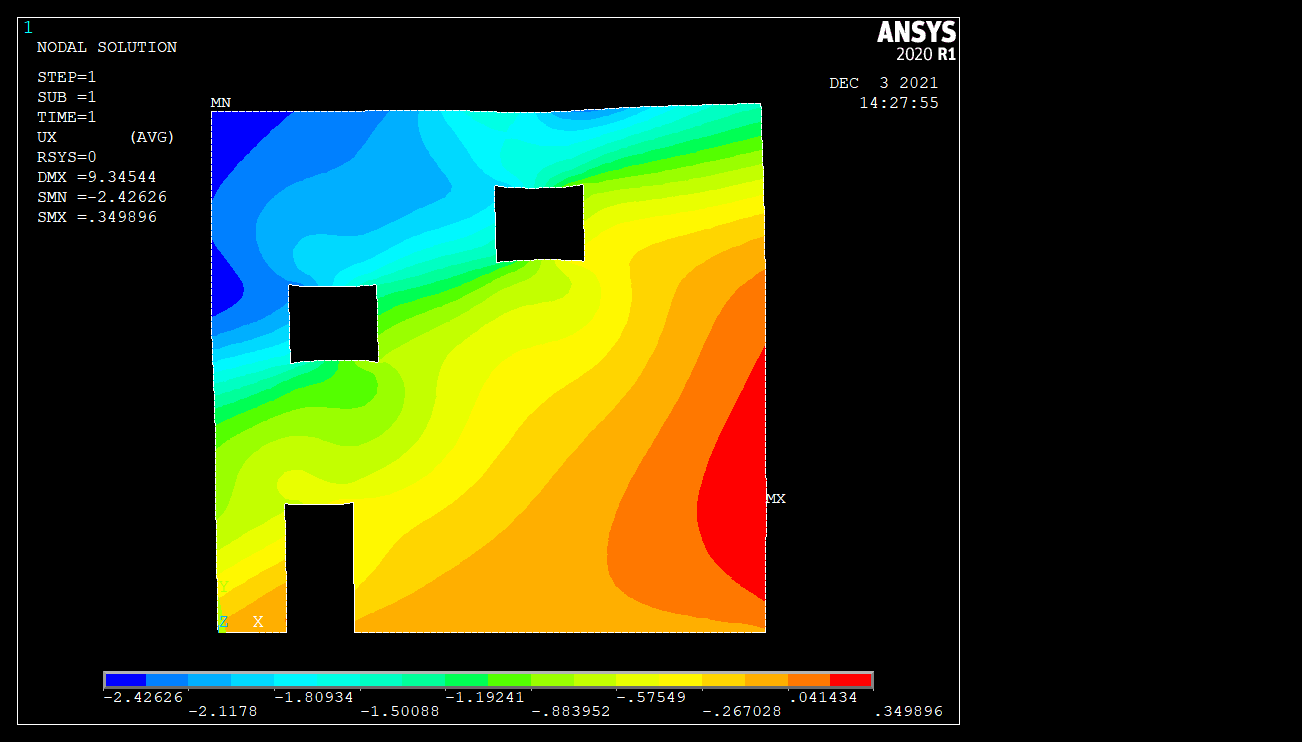 1
ANSYS
2020 R1
NODAL SOLUTION
STEP=1
SUB =1
TIME=1
UX (AVG)
RSYS=0
DMX =9.34544
SMN =-2.42626
SMX =.349896
DEC 3 2021
14:27:55
MN
MX
Y
Z X
-2.42626 -1.80934 -1.19241 -.57549 .041434
-2.1178 -1.50088 -.883952 -.267028 .349896